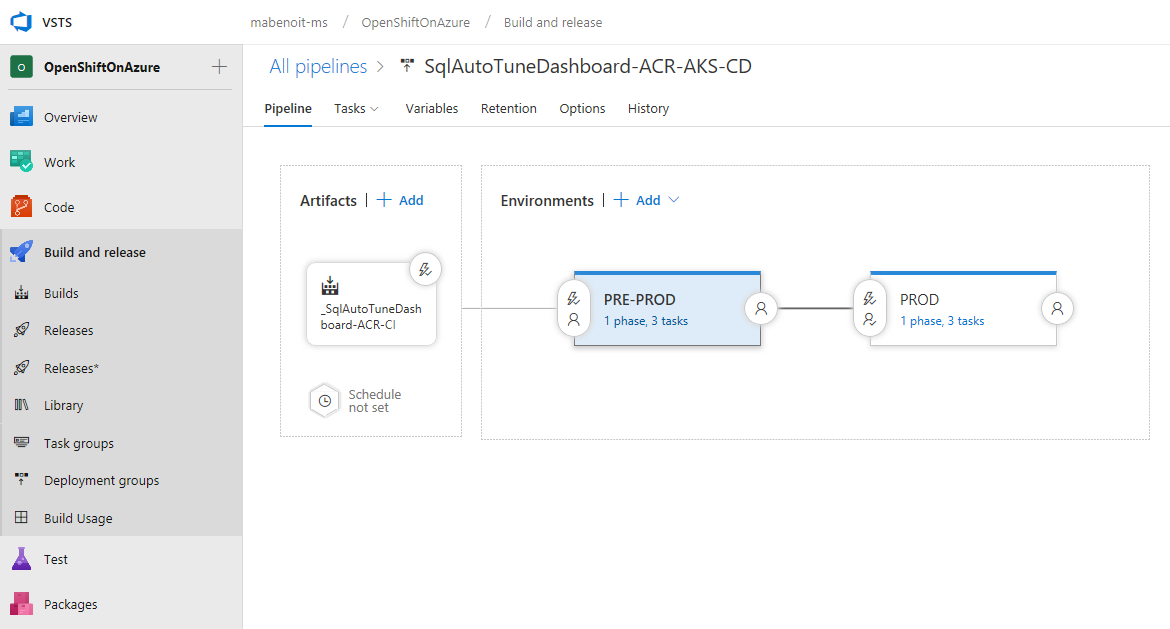 VSTS
mabenoit-ms / OpenShiftOnAzure / Build and release
O OpenShiftOnAzure
Overview
Work
Code
Build and release
Builds
Releases
Releases*
Library
Task groups
Deployment groups
Build Usage
Test
Packages
All pipelines > SqlAutoTuneDashboard-ACR-AKS-CD
Pipeline Tasks Variables Retention Options History
Artifacts | + Add
_SqlAutoTuneDash
board-ACR-CI
Schedule
not set
Environments | + Add
PRE-PROD
1 phase, 3 tasks
PROD
1 phase, 3 tasks